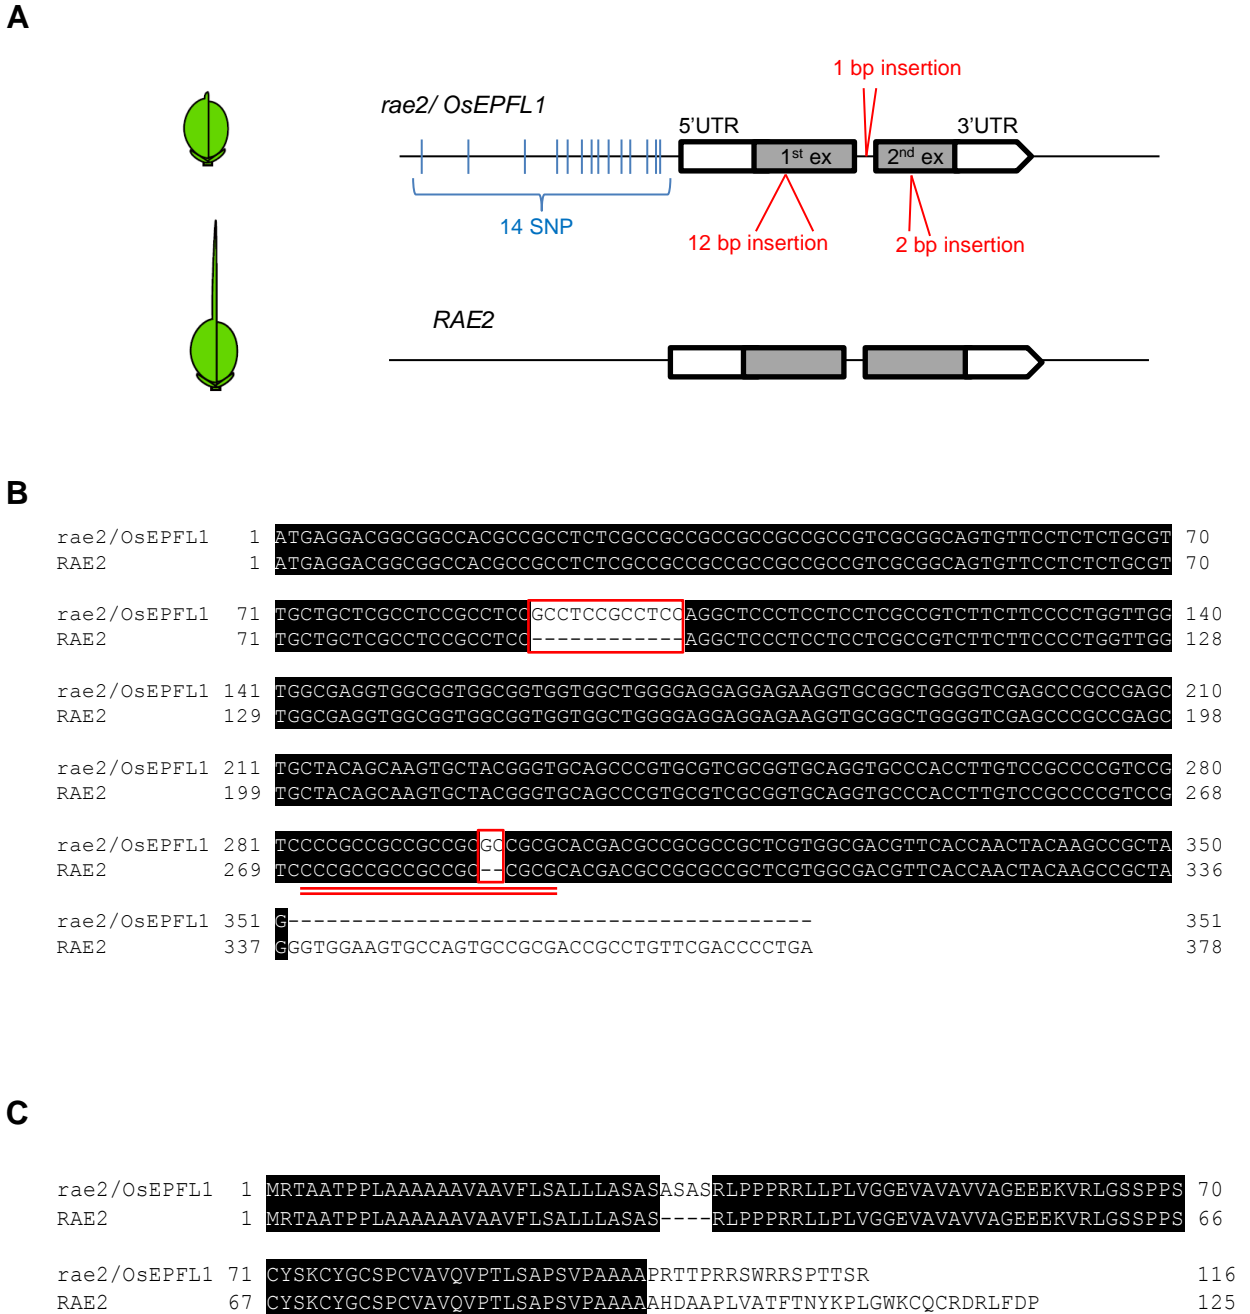 A
1 bp insertion
rae2/ OsEPFL1
5'UTR
3'UTR
1st ex
2nd ex
14 SNP
12 bp insertion
2 bp insertion
RAE2
B
rae2/OsEPFL1 1 ATGAGGACGGCGGCCACGCCGCCTCTCGCCGCCGCCGCCGCCGCCGTCGCGGCAGTGTTCCTCTCTGCGT 70
RAE2 1 ATGAGGACGGCGGCCACGCCGCCTCTCGCCGCCGCCGCCGCCGCCGTCGCGGCAGTGTTCCTCTCTGCGT 70
rae2/OsEPFL1 71 TGCTGCTCGCCTCCGCCTCCGCCTCCGCCTCCAGGCTCCCTCCTCCTCGCCGTCTTCTTCCCCTGGTTGG 140
RAE2 71 TGCTGCTCGCCTCCGCCTCC------------AGGCTCCCTCCTCCTCGCCGTCTTCTTCCCCTGGTTGG 128
rae2/OsEPFL1 141 TGGCGAGGTGGCGGTGGCGGTGGTGGCTGGGGAGGAGGAGAAGGTGCGGCTGGGGTCGAGCCCGCCGAGC 210
RAE2 129 TGGCGAGGTGGCGGTGGCGGTGGTGGCTGGGGAGGAGGAGAAGGTGCGGCTGGGGTCGAGCCCGCCGAGC 198
rae2/OsEPFL1 211 TGCTACAGCAAGTGCTACGGGTGCAGCCCGTGCGTCGCGGTGCAGGTGCCCACCTTGTCCGCCCCGTCCG 280
RAE2 199 TGCTACAGCAAGTGCTACGGGTGCAGCCCGTGCGTCGCGGTGCAGGTGCCCACCTTGTCCGCCCCGTCCG 268
rae2/OsEPFL1 281 TCCCCGCCGCCGCCGCGCCGCGCACGACGCCGCGCCGCTCGTGGCGACGTTCACCAACTACAAGCCGCTA 350
RAE2 269 TCCCCGCCGCCGCCGC--CGCGCACGACGCCGCGCCGCTCGTGGCGACGTTCACCAACTACAAGCCGCTA 336
rae2/OsEPFL1 351 G----------------------------------------- 351
RAE2 337 GGGTGGAAGTGCCAGTGCCGCGACCGCCTGTTCGACCCCTGA 378
C
rae2/OsEPFL1 1 MRTAATPPLAAAAAAVAAVFLSALLLASASASASRLPPPRRLLPLVGGEVAVAVVAGEEEKVRLGSSPPS 70
RAE2 1 MRTAATPPLAAAAAAVAAVFLSALLLASAS----RLPPPRRLLPLVGGEVAVAVVAGEEEKVRLGSSPPS 66
rae2/OsEPFL1 71 CYSKCYGCSPCVAVQVPTLSAPSVPAAAAPRTTPRRSWRRSPTTSR 116
RAE2 67 CYSKCYGCSPCVAVQVPTLSAPSVPAAAAAHDAAPLVATFTNYKPLGWKCQCRDRLFDP 125